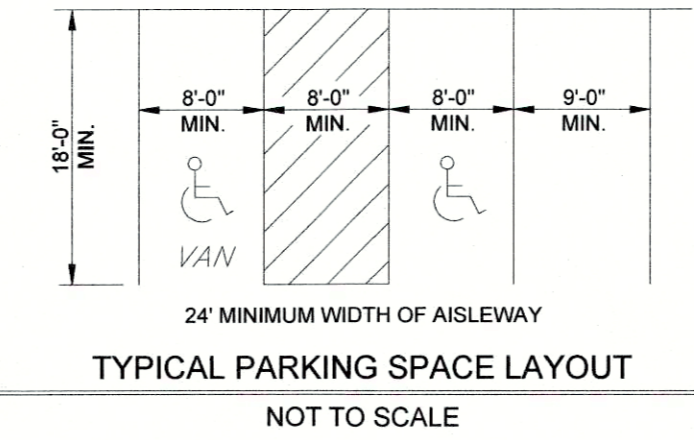 8'-0" 8'-0" 8'-0" 9'-0"
MIN. MIN. MIN. MIN.
18'-0"
MIN.
VAN
24' MINIMUM WIDTH OF AISLEWAY
TYPICAL PARKING SPACE LAYOUT
NOT TO SCALE